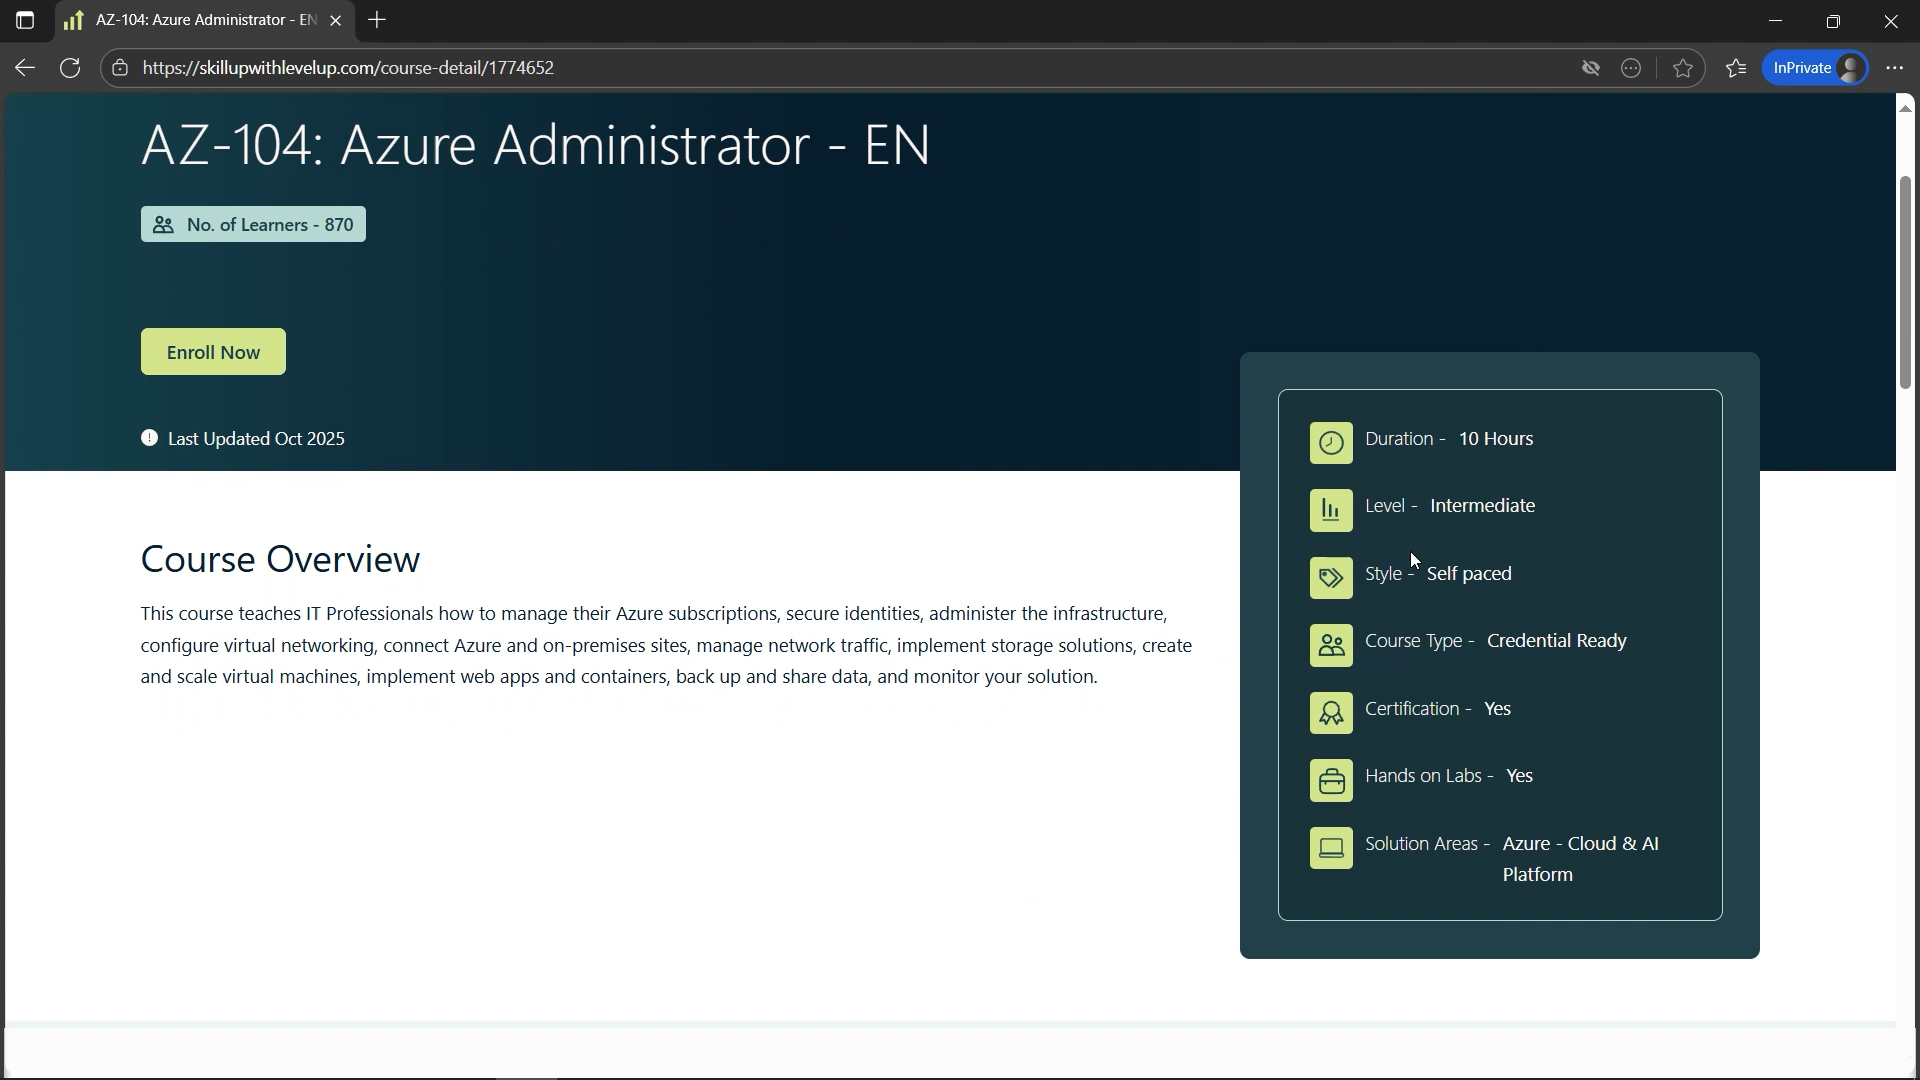 AZ-104: Azure Administrator - EN
https://skillupwithlevelup.com/course-detail/1774652
InPrivate
AZ-104: Azure Administrator - EN
No. of Learners - 870
Enroll Now
Last Updated Oct 2025
Course Overview
This course teaches IT Professionals how to manage their Azure subscriptions, secure identities, administer the infrastructure,
configure virtual networking, connect Azure and on-premises sites, manage network traffic, implement storage solutions, create
and scale virtual machines, implement web apps and containers, back up and share data, and monitor your solution.
Duration - 10 Hours
Level - Intermediate
Style - Self paced
Course Type - Credential Ready
Certification - Yes
Hands on Labs - Yes
Solution Areas - Azure - Cloud & AI
Platform